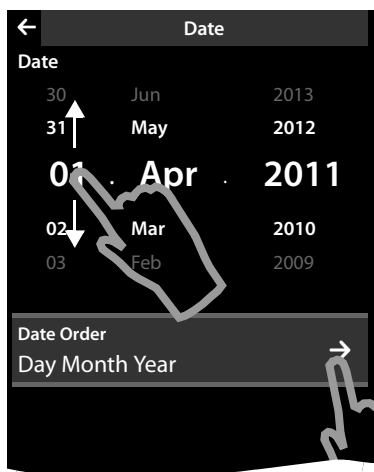 Date
Date
30 Jun 2013
31 May 2012
01 . Apr . 2011
02 Mar 2010
03 Feb 2009
Date Order
Day Month Year